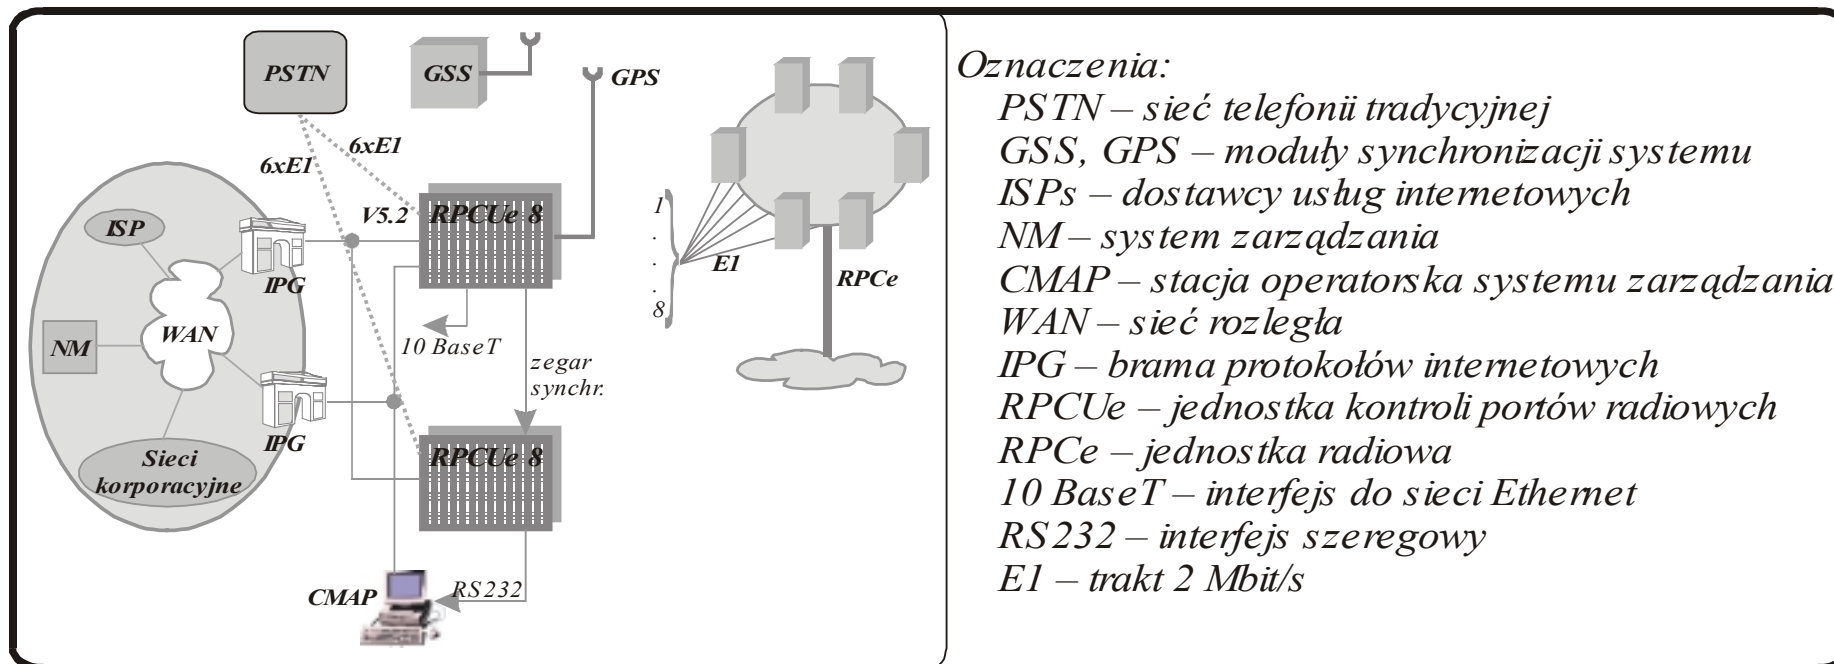 PSTN
GSS
GPS
6xE1
6xE1
V5.2
RPCUe 8
ISP
IPG
WAN
NM
10 BaseT
zegar
synchr.
IPG
Sieci
korporacyjne
RPCUe 8
CMAP
RS232
1
.
.
.
8
E1
RPCe
Oznaczenia:
PSTN – sieć telefonii tradycyjnej
GSS, GPS – moduły synchronizacji systemu
ISPs – dostawcy usług internetowych
NM – system zarządzania
CMAP – stacja operatorska systemu zarządzania
WAN – sieć rozległa
IPG – brama protokołów internetowych
RPCUe – jednostka kontroli portów radiowych
RPCe – jednostka radiowa
10 BaseT – interfejs do sieci Ethernet
RS232 – interfejs szeregowy
E1 – trakt 2 Mbit/s